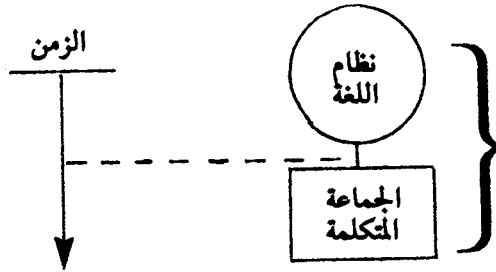 الزمن
نظام
اللغة
الجماعة
المتكلمة